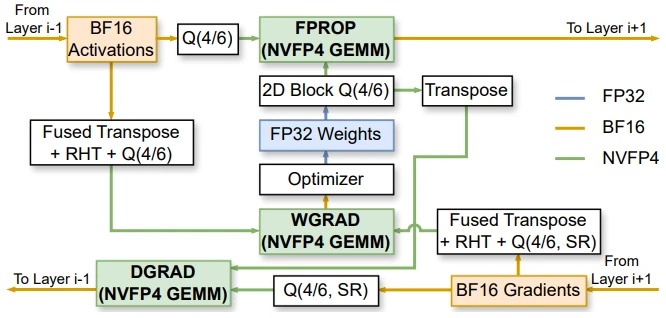 From
Layer i-1
BF16
Activations
Q(4/6)
FPROP
(NVFP4 GEMM)
To Layer i+1
2D Block Q(4/6)
Transpose
FP32
BF16
NVFP4
Fused Transpose
+ RHT + Q(4/6)
FP32 Weights
Optimizer
WGRAD
(NVFP4 GEMM)
Fused Transpose
+ RHT + Q(4/6, SR)
To Layer i-1
DGRAD
(NVFP4 GEMM)
Q(4/6, SR)
BF16 Gradients
From
Layer i+1